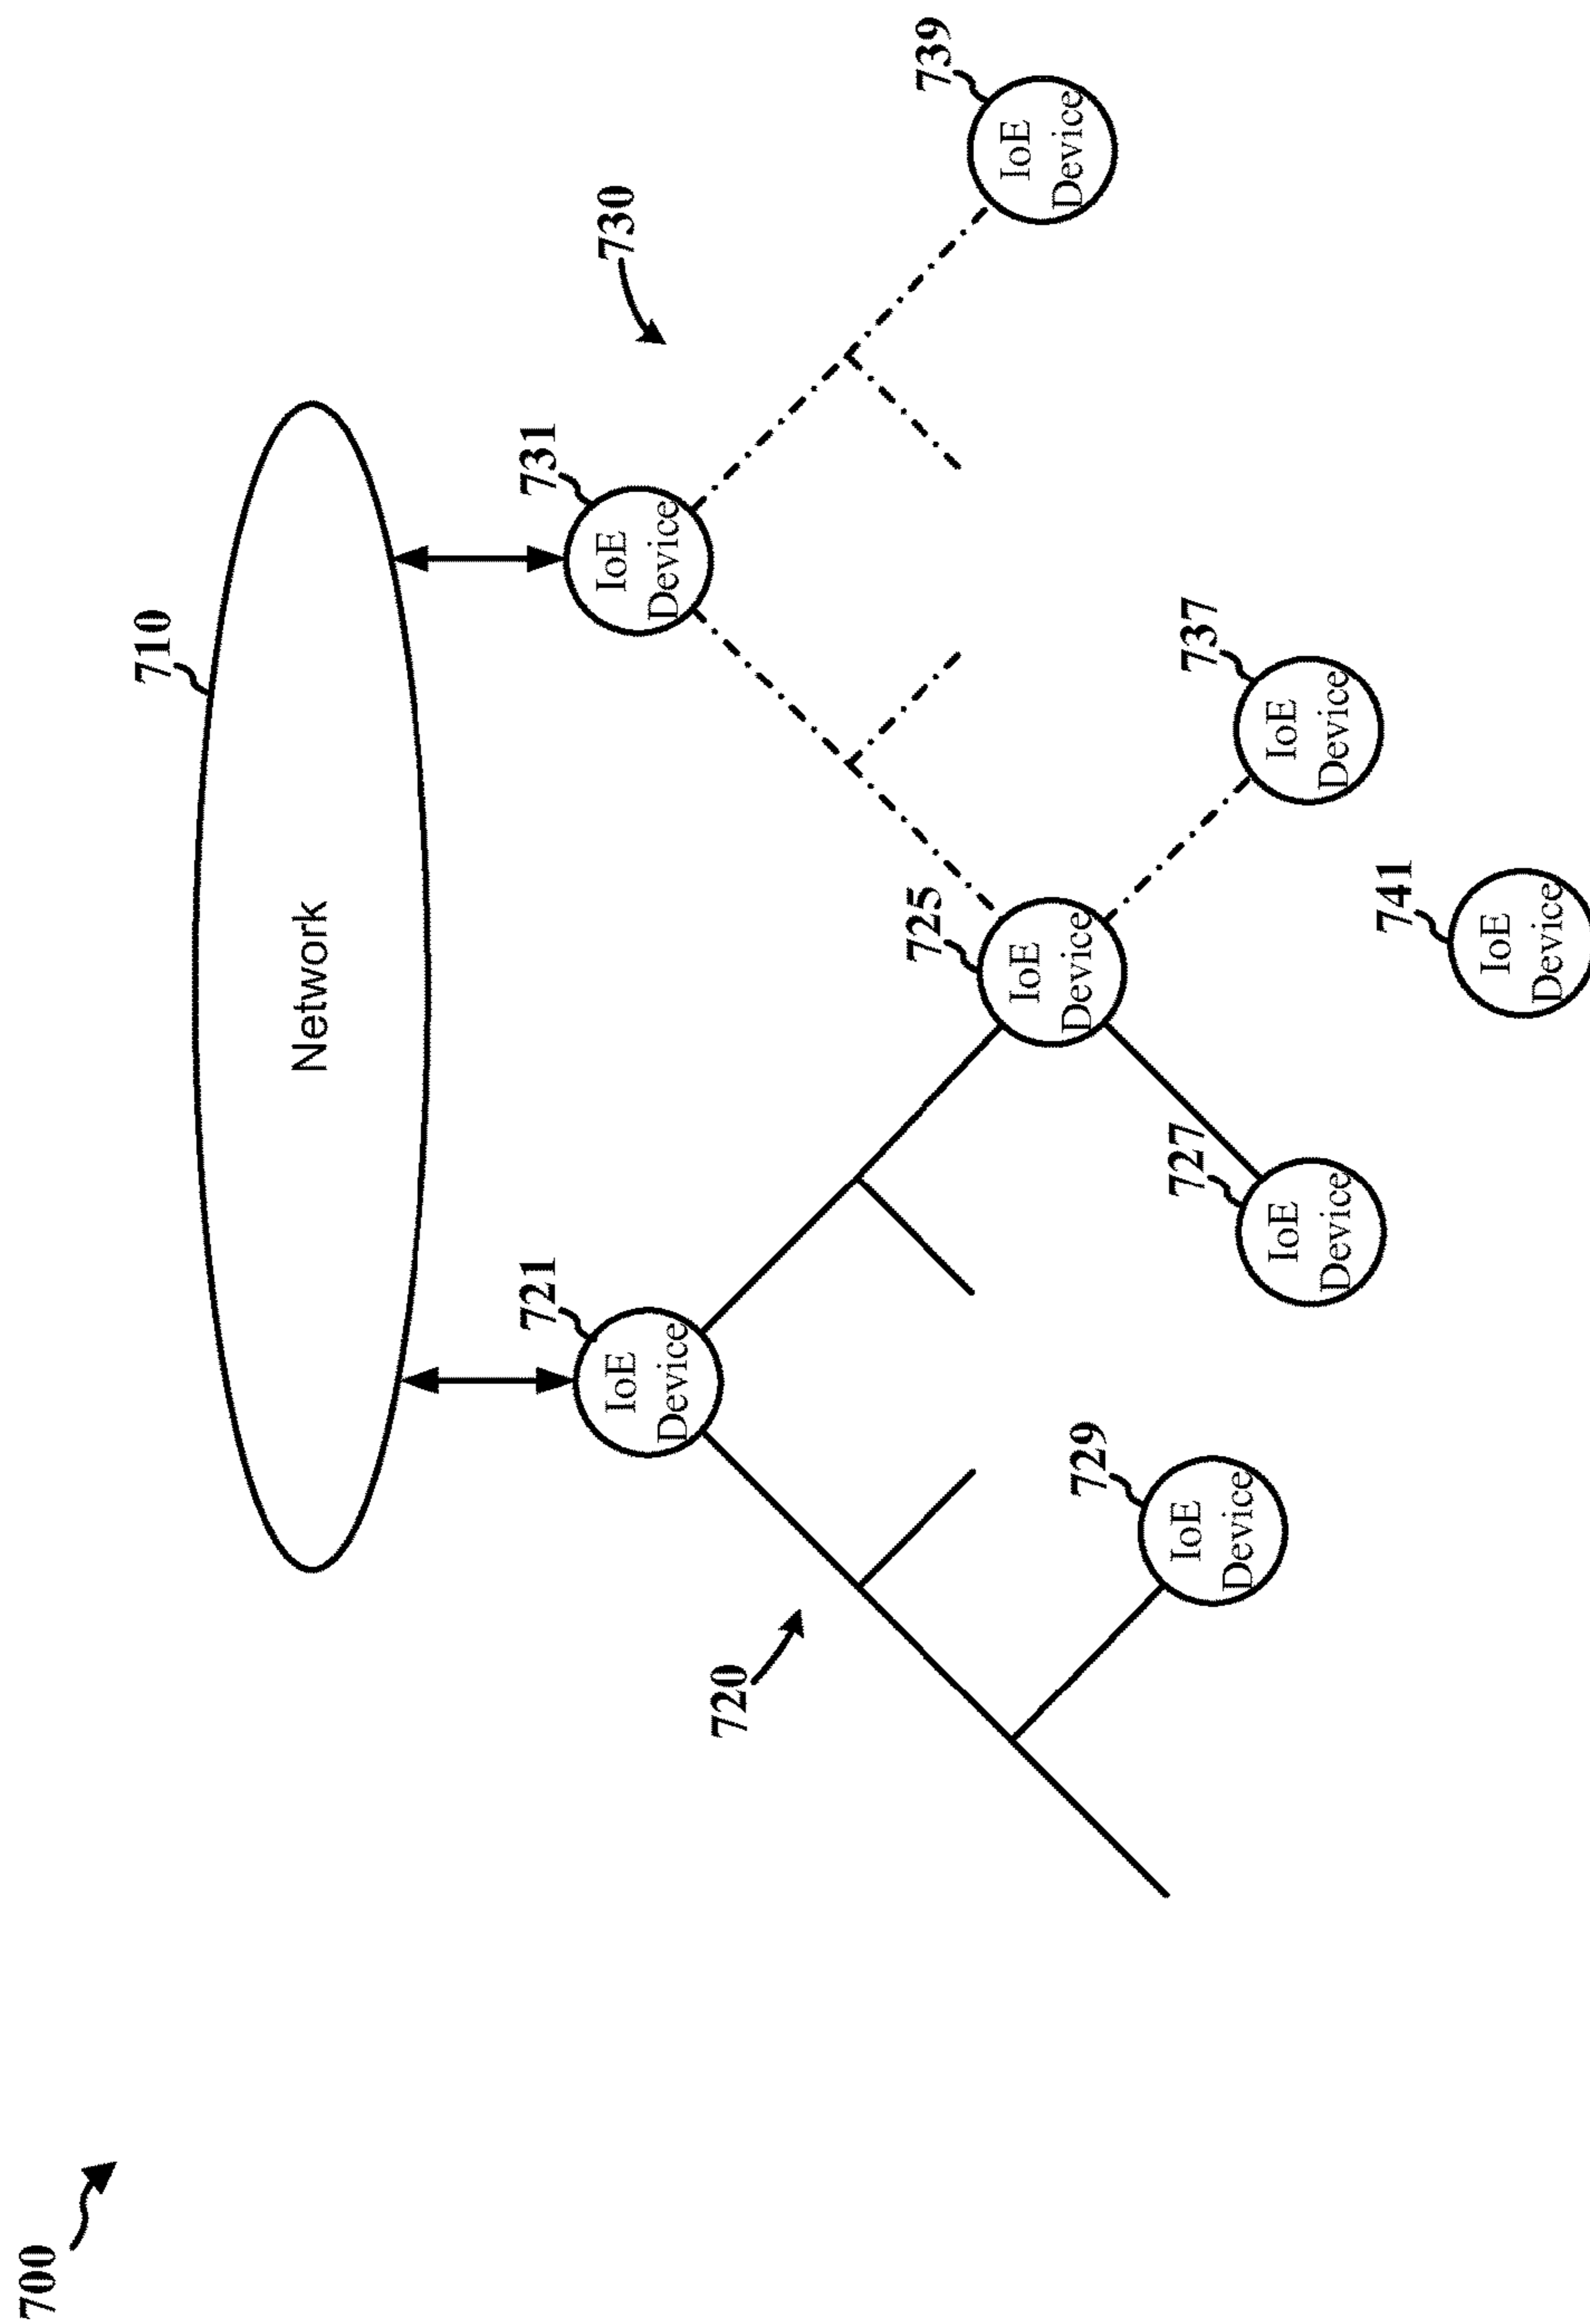 700
710
Network
721
IoE
Device
731
IoE
Device
720
730
729
IoE
Device
725
IoE
Device
739
IoE
Device
727
IoE
Device
737
IoE
Device
741
IoE
Device